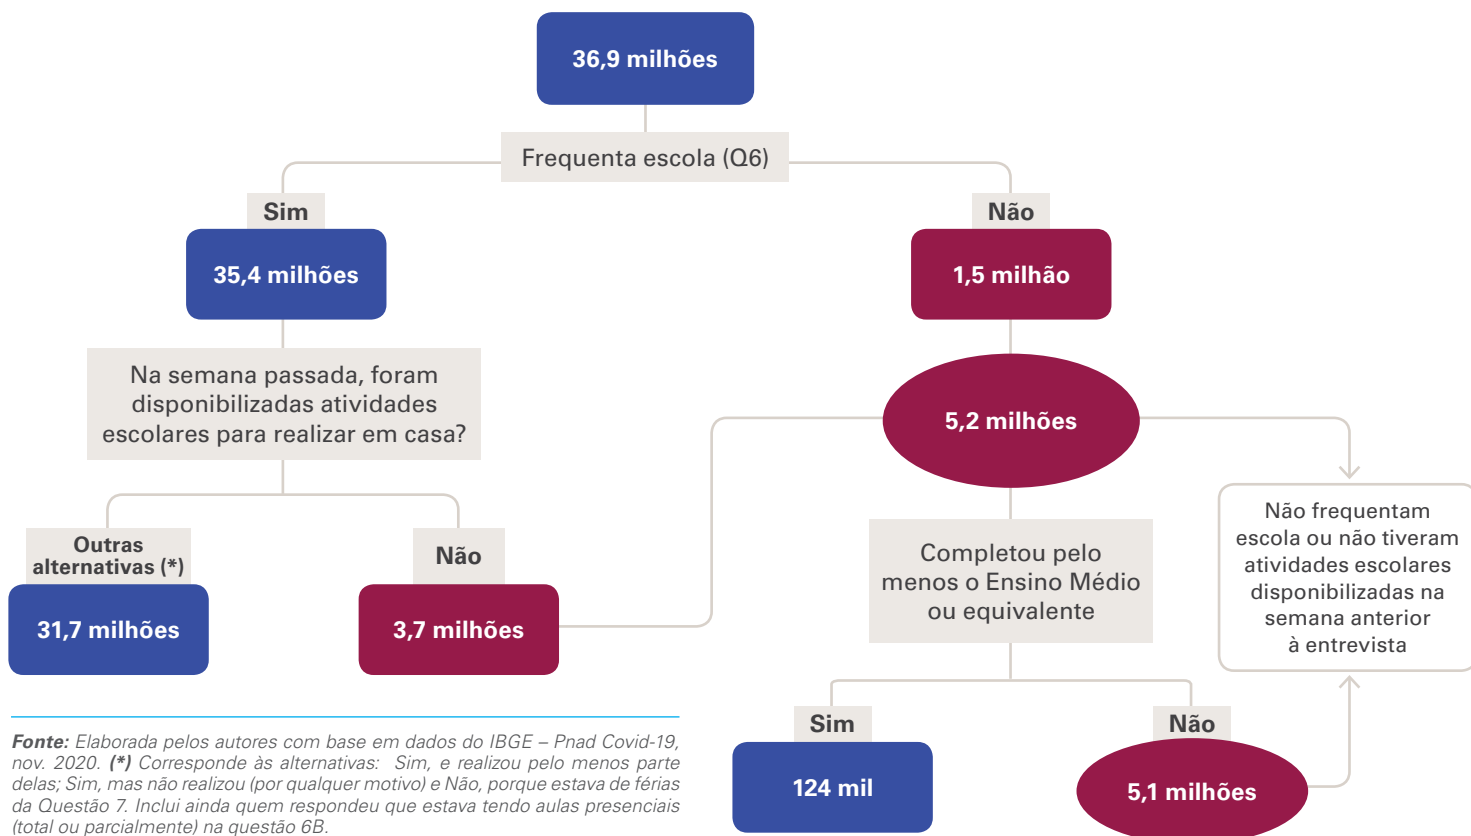 36,9 milhões
Frequenta escola (Q6)
Sim
Não
35,4 milhões
1,5 milhão
Na semana passada, foram
disponibilizadas atividades
escolares para realizar em casa?
5,2 milhões
Outras
alternativas (*)
Não
31,7 milhões
3,7 milhões
Completou pelo
menos o Ensino Médio
ou equivalente
Não frequentam
escola ou não tiveram
atividades escolares
disponibilizadas na
semana anterior
à entrevista
Sim
Não
124 mil
5,1 milhões
Fonte: Elaborada pelos autores com base em dados do IBGE – Pnad Covid-19,
nov. 2020. (*) Corresponde às alternativas: Sim, e realizou pelo menos parte
delas; Sim, mas não realizou (por qualquer motivo) e Não, porque estava de férias
da Questão 7. Inclui ainda quem respondeu que estava tendo aulas presenciais
(total ou parcialmente) na questão 6B.